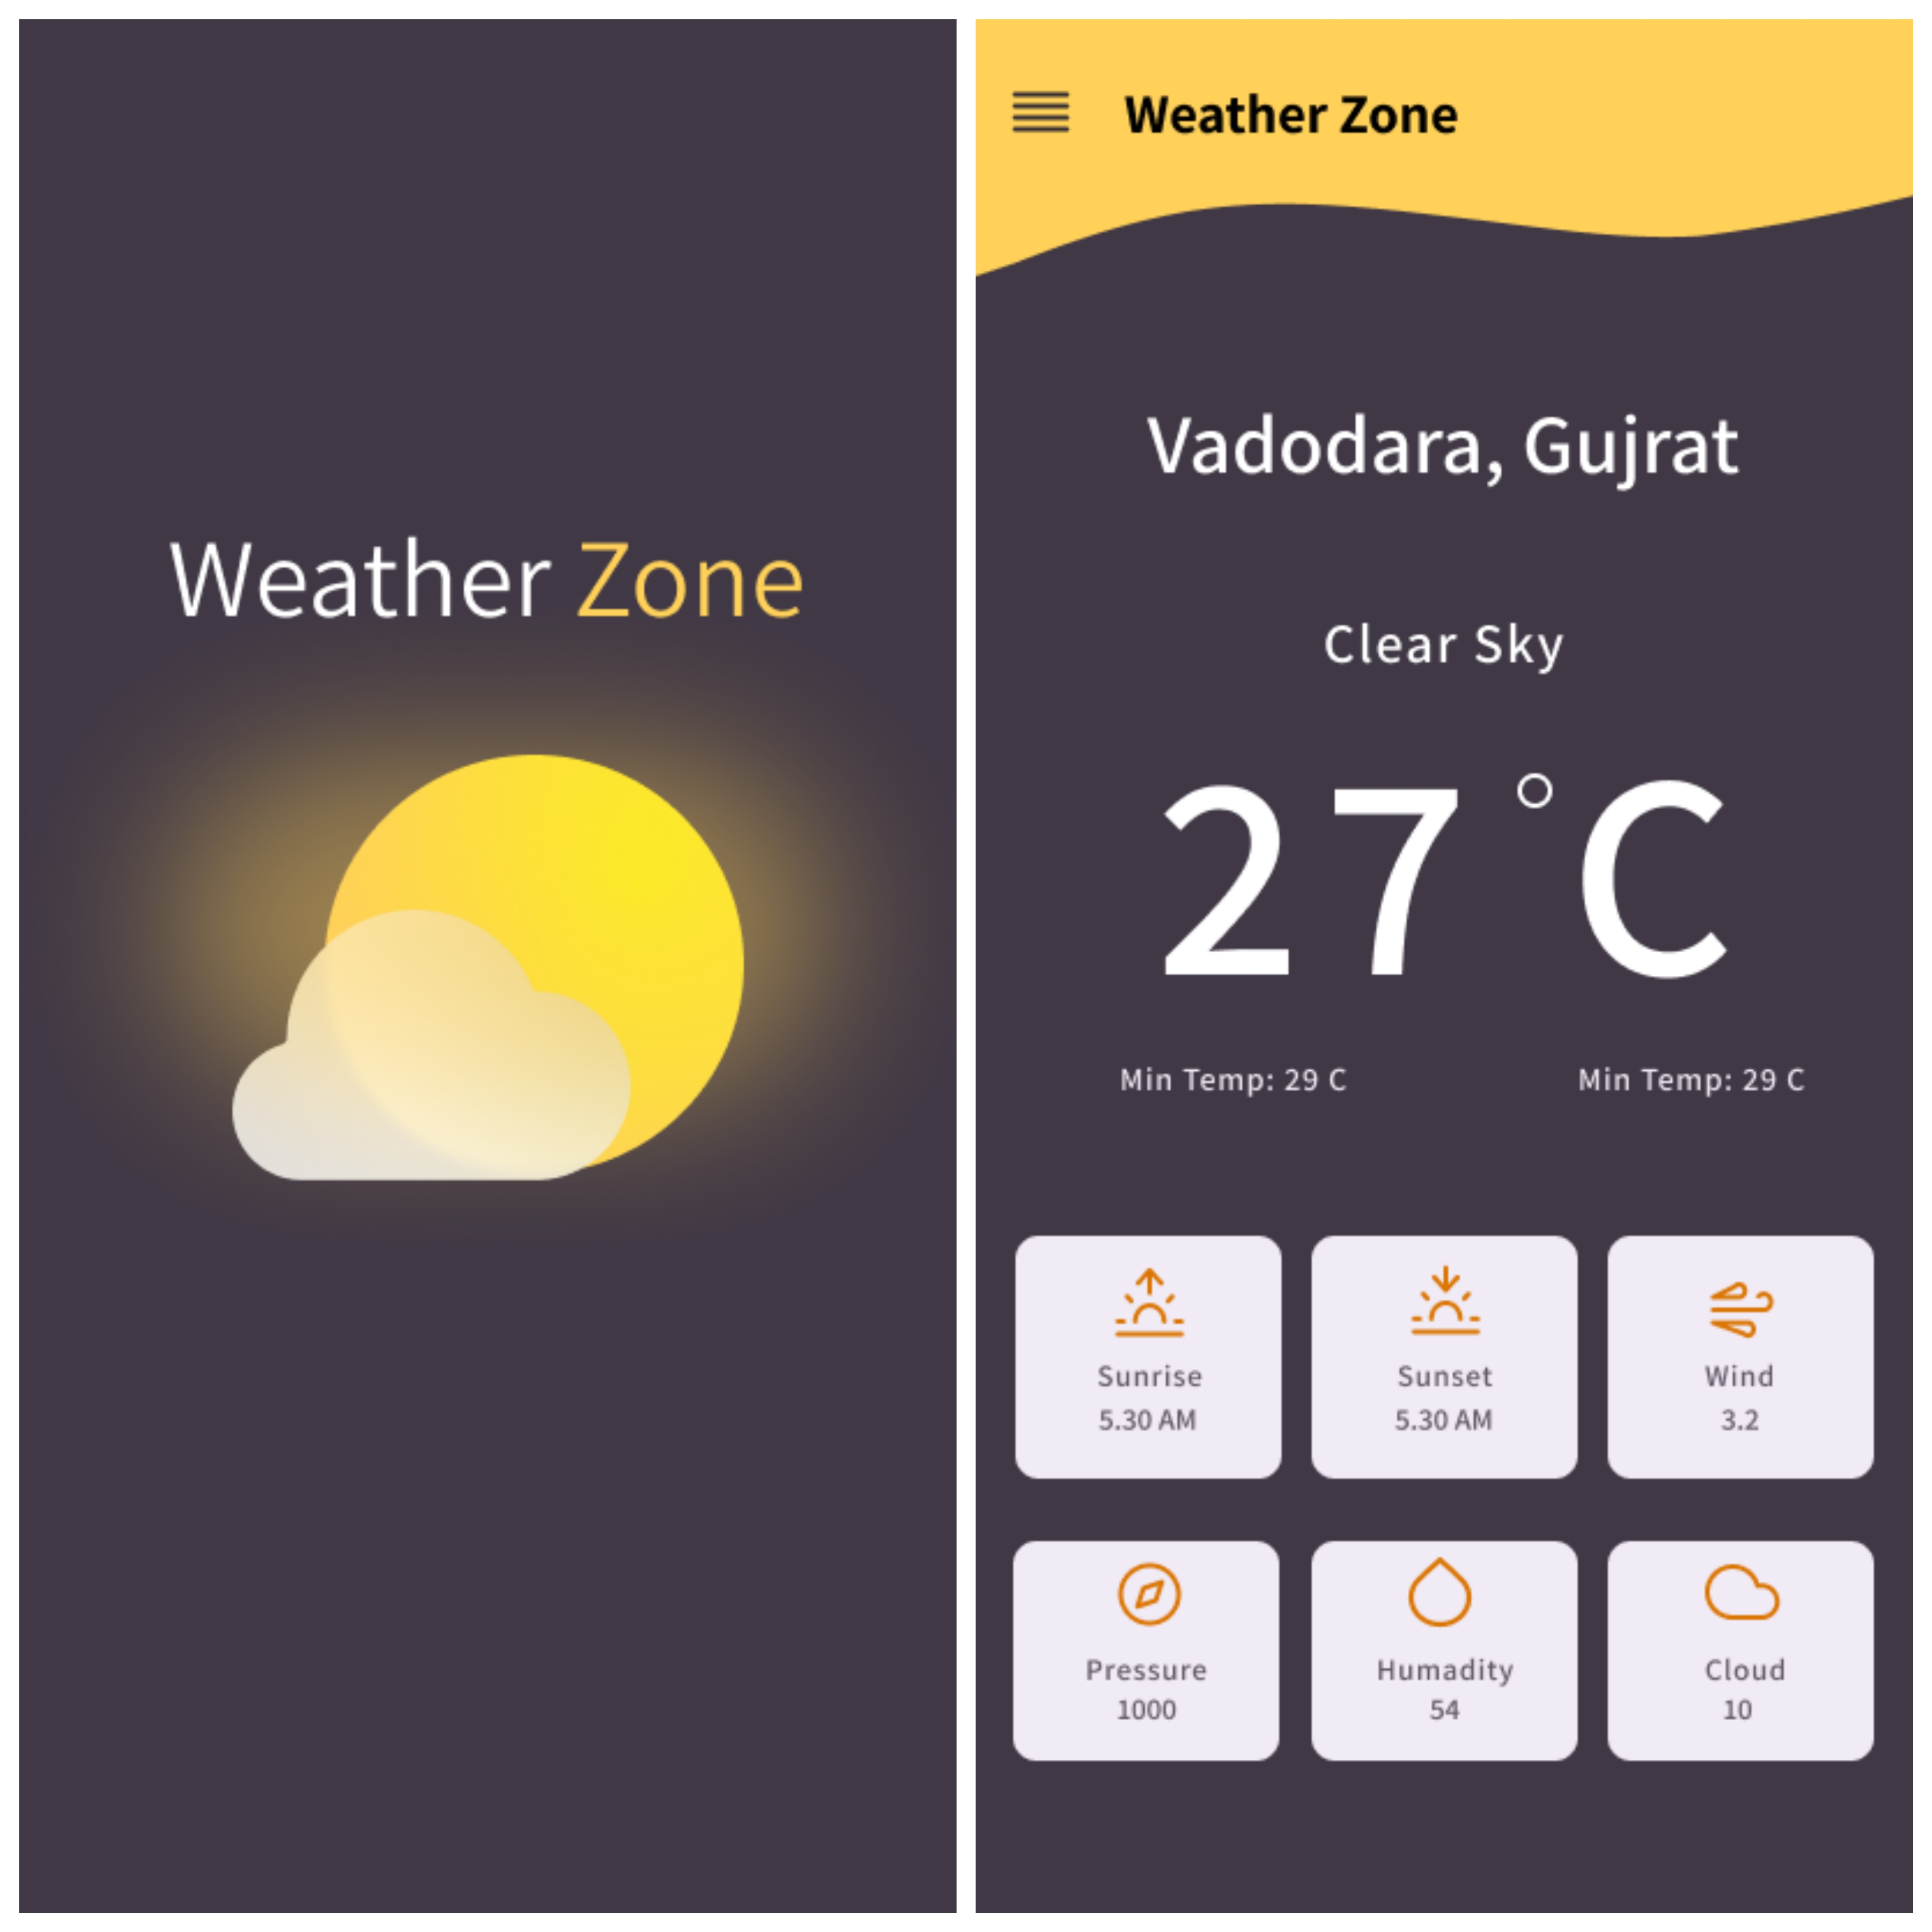 Weather Zone
Weather Zone
Vadodara, Gujrat
Clear Sky
27°C
Min Temp: 29 C
Min Temp: 29 C
Sunrise
5.30 AM
Sunset
5.30 AM
Wind
3.2
Pressure
1000
Humadity
54
Cloud
10